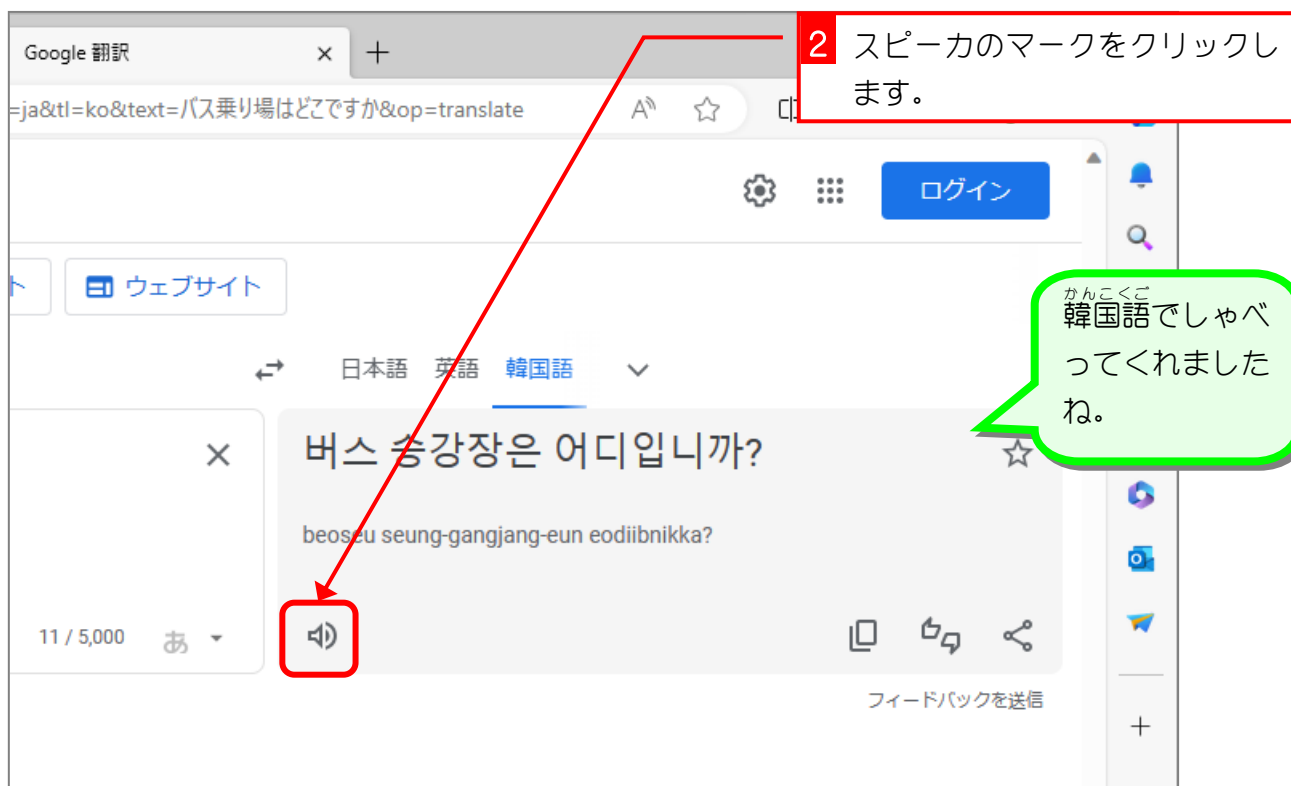 Google 翻訳
2 スピーカのマークをクリックし
ます。
=ja&tl=ko&text=バス乗り場はどこですか&op=translate
ログイン
ト
ウェブサイト
かんこくご
韓国語でしゃべ
ってくれました
ね。
日本語 英語 韓国語
버스 승강장은 어디입니까?
beoseu seung-gangjang-eun eodiibnikka?
11 / 5,000 あ
フィードバックを送信